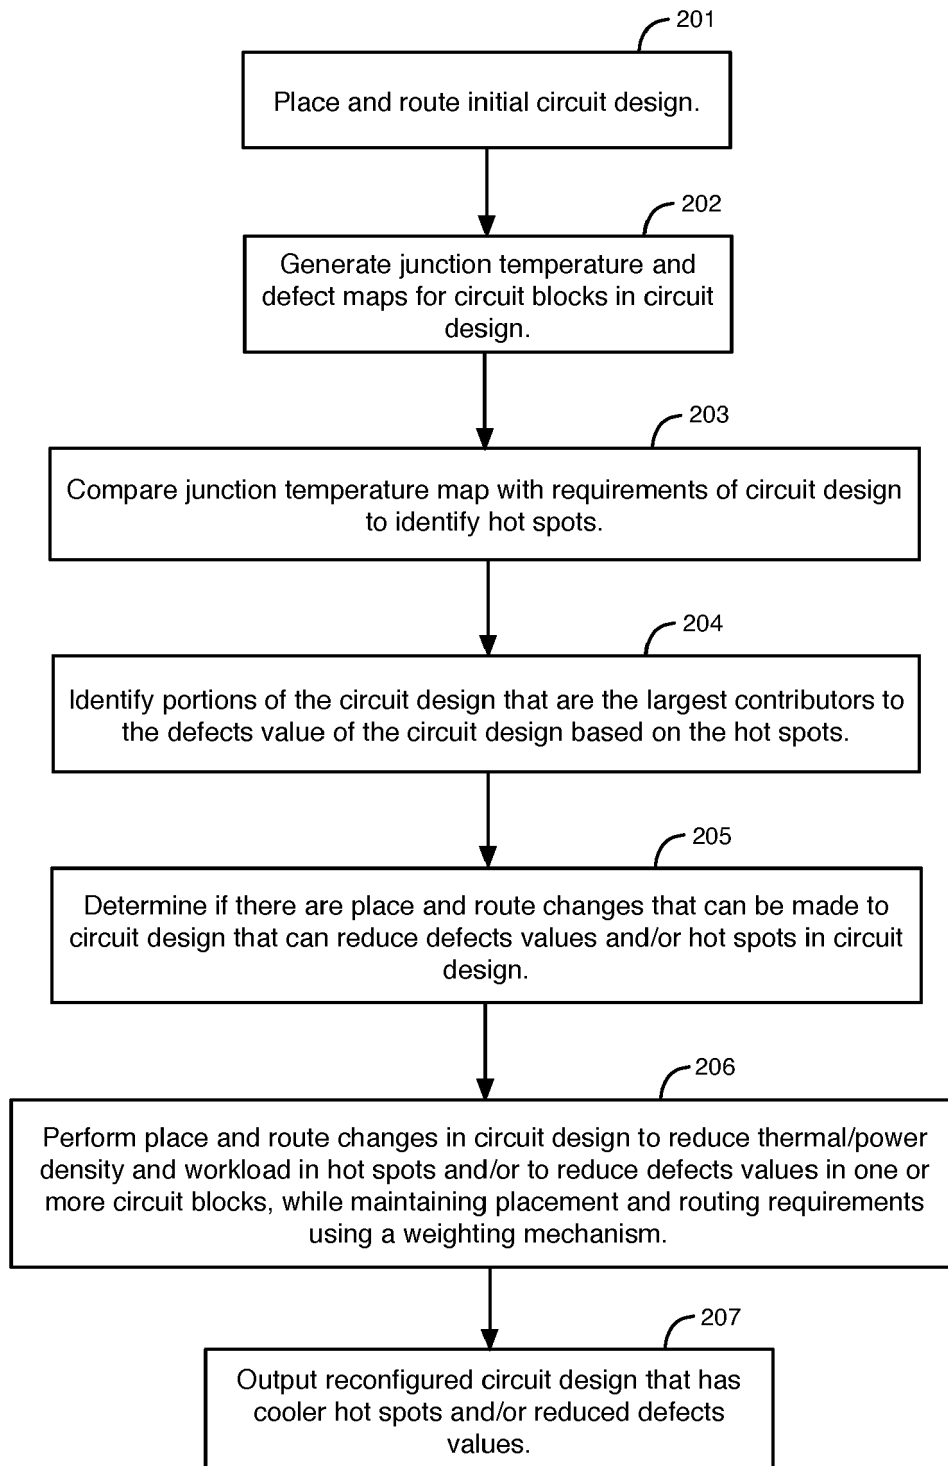 201
Place and route initial circuit design.
202
Generate junction temperature and
defect maps for circuit blocks in circuit
design.
203
Compare junction temperature map with requirements of circuit design
to identify hot spots.
204
Identify portions of the circuit design that are the largest contributors to
the defects value of the circuit design based on the hot spots.
205
Determine if there are place and route changes that can be made to
circuit design that can reduce defects values and/or hot spots in circuit
design.
206
Perform place and route changes in circuit design to reduce thermal/power
density and workload in hot spots and/or to reduce defects values in one or
more circuit blocks, while maintaining placement and routing requirements
using a weighting mechanism.
207
Output reconfigured circuit design that has
cooler hot spots and/or reduced defects
values.